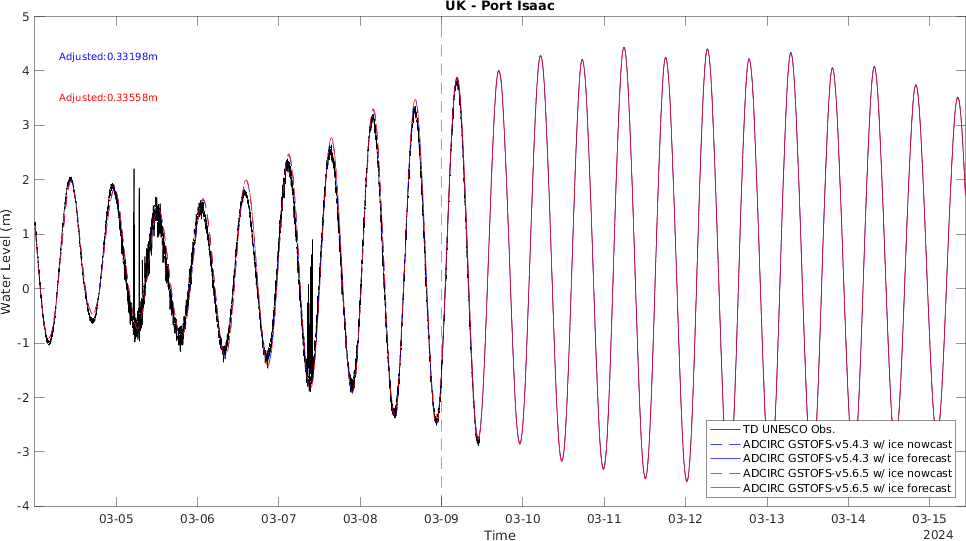 UK - Port Isaac
5
4
3
2
1
0
-1
-2
-3
-4
Water Level (m)
Adjusted:0.33198m
Adjusted:0.33558m
TD UNESCO Obs.
ADCIRC GSTOFS-v5.4.3 w/ ice nowcast
ADCIRC GSTOFS-v5.4.3 w/ ice forecast
ADCIRC GSTOFS-v5.6.5 w/ ice nowcast
ADCIRC GSTOFS-v5.6.5 w/ ice forecast
03-05 03-06 03-07 03-08 03-09 03-10 03-11 03-12 03-13 03-14 03-15
2024
Time